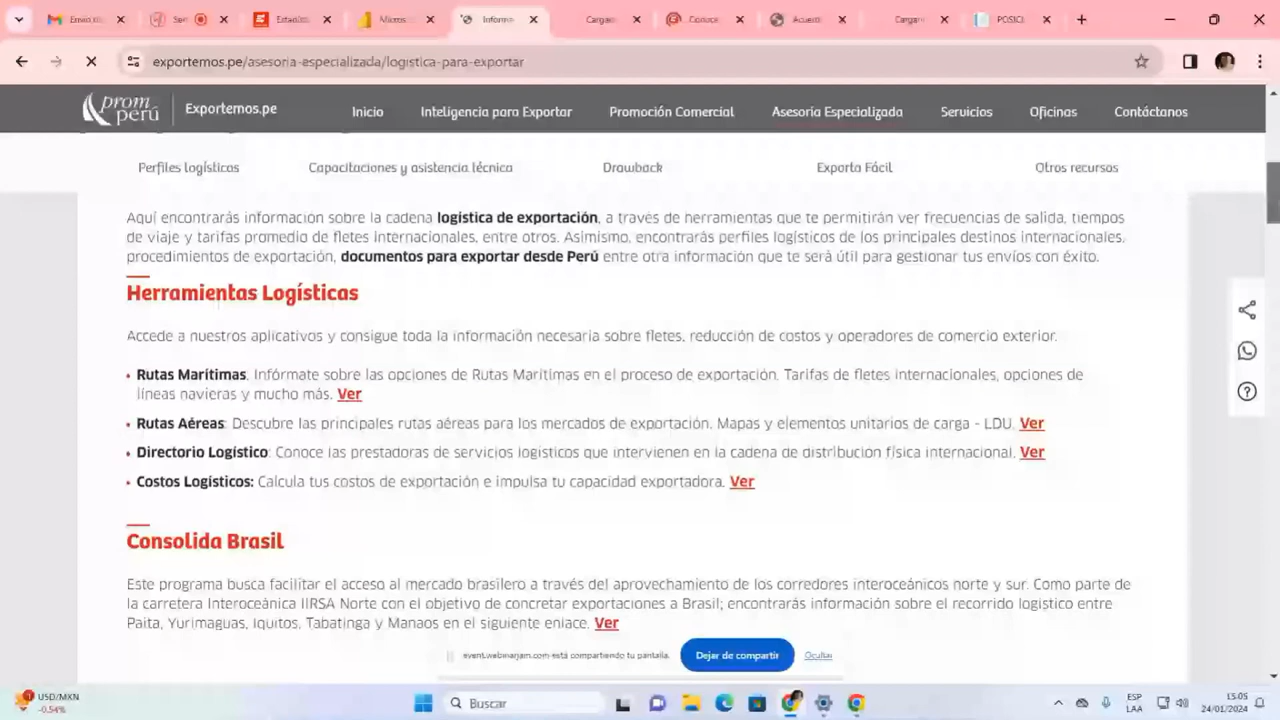 Estadíst
Micros
Informa
Cargan
Conoce
Acuerd
Cargan
POSICI
exportemos.pe/asesoria-especializada/logistica-para-exportar
prom perú
Exportemos.pe
Inicio
Inteligencia para Exportar
Promoción Comercial
Asesoría Especializada
Servicios
Oficinas
Contáctanos
Perfiles logísticos
Capacitaciones y asistencia técnica
Drawback
Exporta Fácil
Otros recursos
Aquí encontrarás información sobre la cadena logística de exportación, a través de herramientas que te permitirán ver frecuencias de salida, tiempos
de viaje y tarifas promedio de fletes internacionales, entre otros. Asimismo, encontrarás perfiles logísticos de los principales destinos internacionales,
procedimientos de exportación, documentos para exportar desde Perú entre otra información que te será útil para gestionar tus envíos con éxito.
Herramientas Logísticas
Accede a nuestros aplicativos y consigue toda la información necesaria sobre fletes, reducción de costos y operadores de comercio exterior.
• Rutas Marítimas. Infórmate sobre las opciones de Rutas Marítimas en el proceso de exportación. Tarifas de fletes internacionales, opciones de
líneas navieras y mucho más. Ver
• Rutas Aéreas: Descubre las principales rutas aéreas para los mercados de exportación. Mapas y elementos unitarios de carga - LDU. Ver
• Directorio Logístico: Conoce las prestadoras de servicios logísticos que intervienen en la cadena de distribución física internacional. Ver
• Costos Logísticos: Calcula tus costos de exportación e impulsa tu capacidad exportadora. Ver
Consolida Brasil
Este programa busca facilitar el acceso al mercado brasilero a través del aprovechamiento de los corredores interoceánicos norte y sur. Como parte de
la carretera Interoceánica IIRSA Norte con el objetivo de concretar exportaciones a Brasil; encontrarás información sobre el recorrido logístico entre
Paita, Yurimaguas, Iquitos, Tabatinga y Manaos en el siguiente enlace. Ver
event.webinarjam.com está compartiendo tu pantalla.
Dejar de compartir
Ocultar
USD/MXN
-0.54%
Buscar
ESP
LAA
15:05
24/01/2024